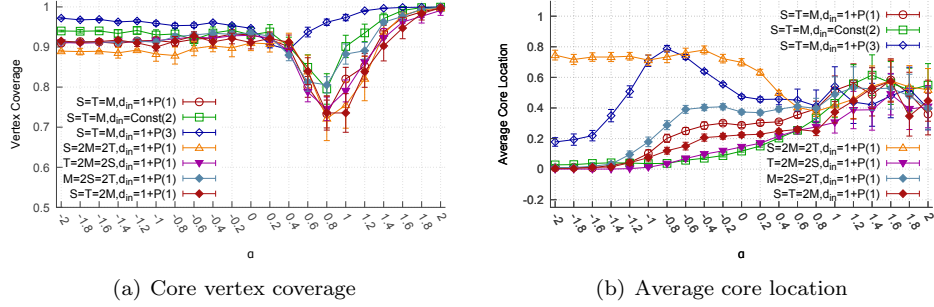 1
0.9
0.8
0.7
0.6
0.5
Vertex Coverage
S=T=M,d_in=1+P(1)
S=T=M,d_in=Const(2)
S=T=M,d_in=1+P(3)
S=2M=2T,d_in=1+P(1)
T=2M=2S,d_in=1+P(1)
M=2S=2T,d_in=1+P(1)
S=T=2M,d_in=1+P(1)
-2 -1.8 -1.6 -1.4 -1.2 -1 -0.8 -0.6 -0.4 -0.2 0 0.2 0.4 0.6 0.8 1 1.2 1.4 1.6 1.8 2
α
(a) Core vertex coverage
1
0.8
0.6
0.4
0.2
0
-0.2
Average Core Location
S=T=M,d_in=1+P(1)
S=T=M,d_in=Const(2)
S=T=M,d_in=1+P(3)
S=2M=2T,d_in=1+P(1)
T=2M=2S,d_in=1+P(1)
M=2S=2T,d_in=1+P(1)
S=T=2M,d_in=1+P(1)
-2 -1.8 -1.6 -1.4 -1.2 -1 -0.8 -0.6 -0.4 -0.2 0 0.2 0.4 0.6 0.8 1 1.2 1.4 1.6 1.8 2
α
(b) Average core location